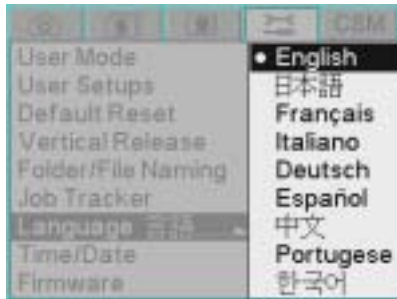 CSM
User Mode
User Setups
Default Reset
Vertical Release
Folder/File Naming
Job Tracker
Language 言語
Time/Date
Firmware
English
日本語
Français
Italiano
Deutsch
Español
中文
Portugese
한국어